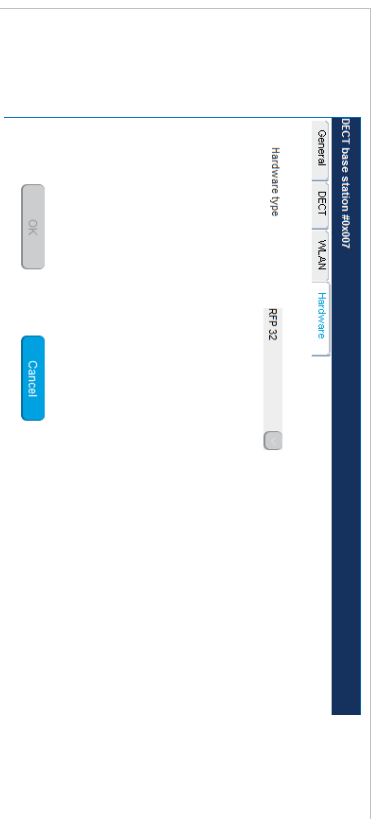 DECT base station #0x007
General DECT WLAN Hardware
Hardware type RFP 32
OK Cancel